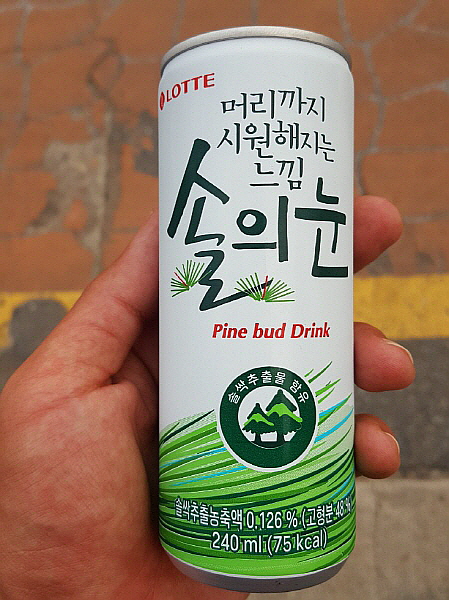 LOTTE
머리까지
시원해지는
느낌
솔의눈
Pine bud Drink
솔싹추출물 함유
솔싹추출농축액 0.126 % (고형분 48 %)
240 ml (75 kcal)